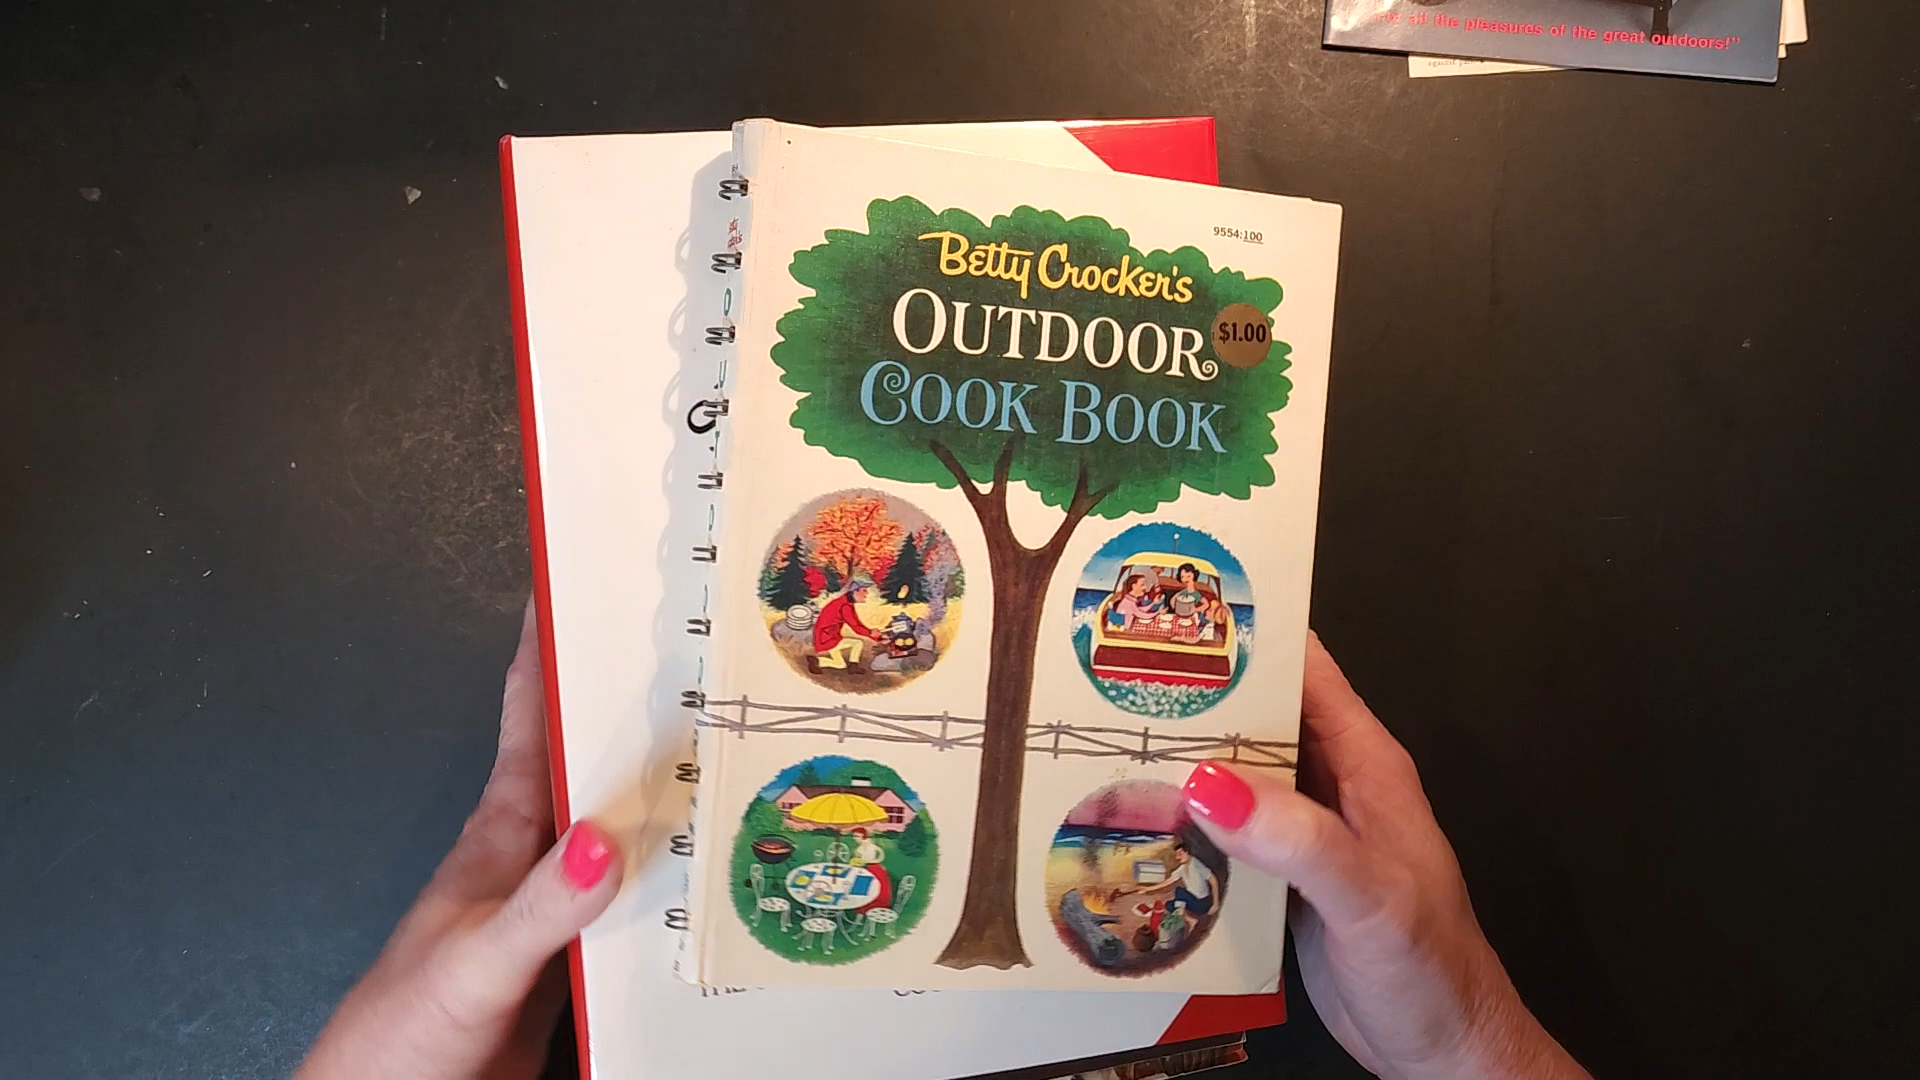 all the pleasures of the great outdoors!"
9554:100
Betty Crocker's
OUTDOOR
$1.00
COOK BOOK